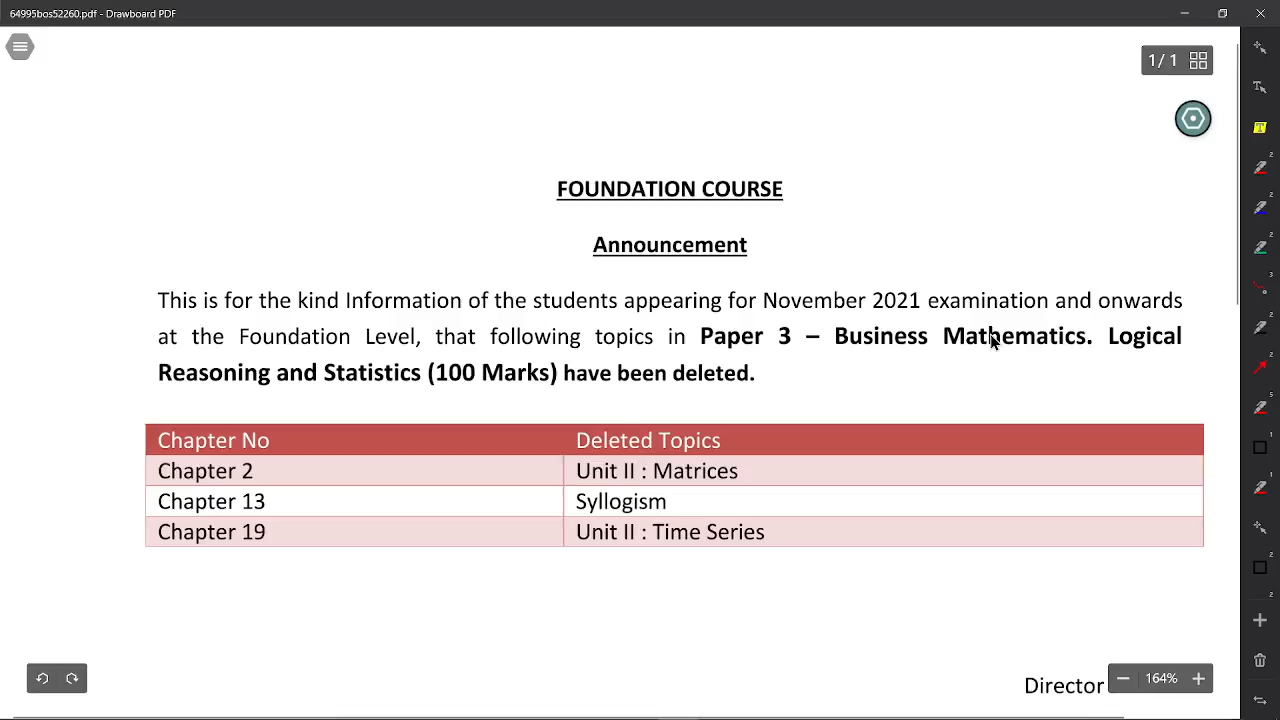 64995bos52260.pdf - Drawboard PDF
1/ 1
FOUNDATION COURSE
Announcement
This is for the kind Information of the students appearing for November 2021 examination and onwards
at the Foundation Level, that following topics in Paper 3 – Business Mathematics. Logical
Reasoning and Statistics (100 Marks) have been deleted.
Chapter No Deleted Topics
Chapter 2 Unit II : Matrices
Chapter 13 Syllogism
Chapter 19 Unit II : Time Series
Director
164%